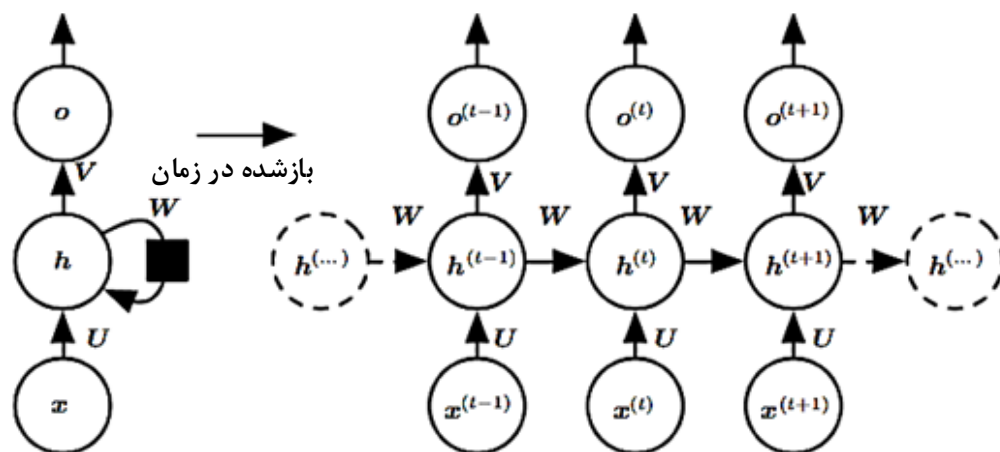 o o^(t−1) o^(t) o^(t+1)
بازشده در زمان
V V V V
W W W W W
h h^(...) h^(t−1) h^(t) h^(t+1) h^(...)
U U U U
x x^(t−1) x^(t) x^(t+1)